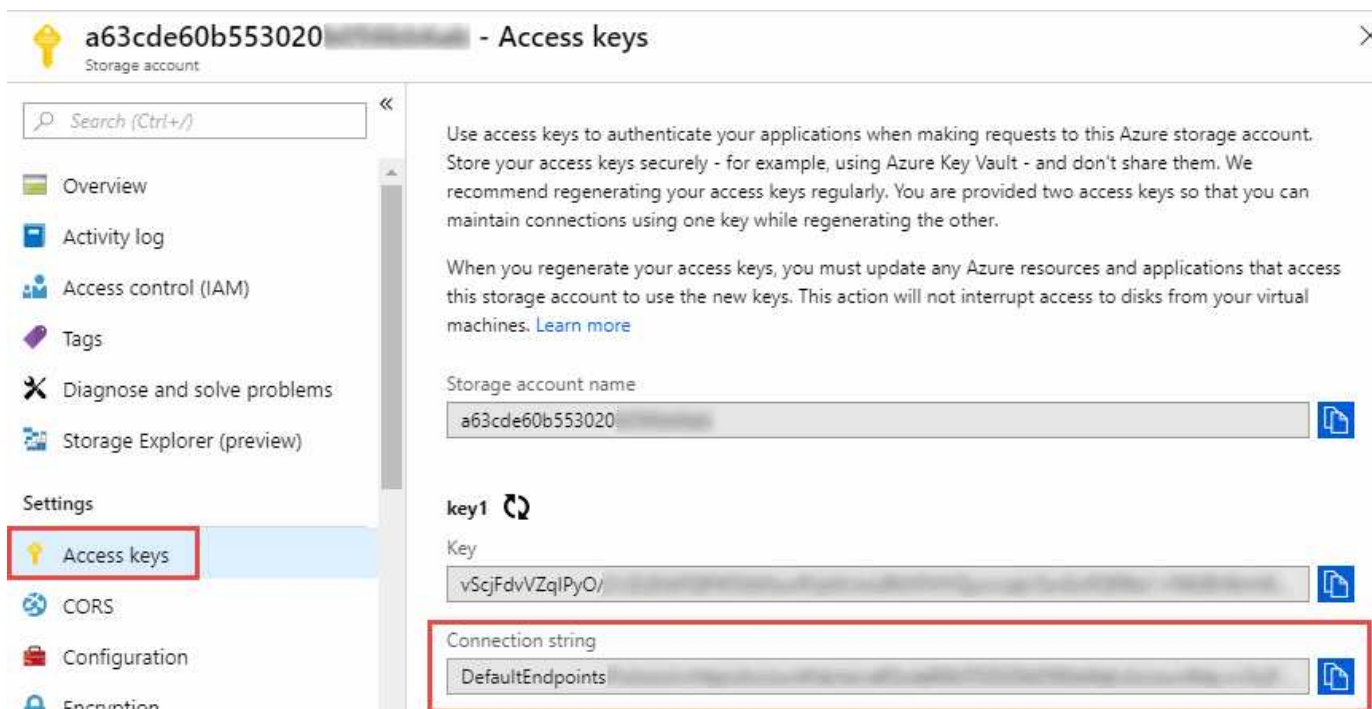 a63cde60b553020 - Access keys
Storage account
Search (Ctrl+/)
Overview
Activity log
Access control (IAM)
Tags
Diagnose and solve problems
Storage Explorer (preview)
Settings
Access keys
CORS
Configuration
Encryption
Use access keys to authenticate your applications when making requests to this Azure storage account.
Store your access keys securely - for example, using Azure Key Vault - and don't share them. We
recommend regenerating your access keys regularly. You are provided two access keys so that you can
maintain connections using one key while regenerating the other.
When you regenerate your access keys, you must update any Azure resources and applications that access
this storage account to use the new keys. This action will not interrupt access to disks from your virtual
machines. Learn more
Storage account name
a63cde60b553020
key1
Key
vScjFdvVZqIPyO/
Connection string
DefaultEndpoints